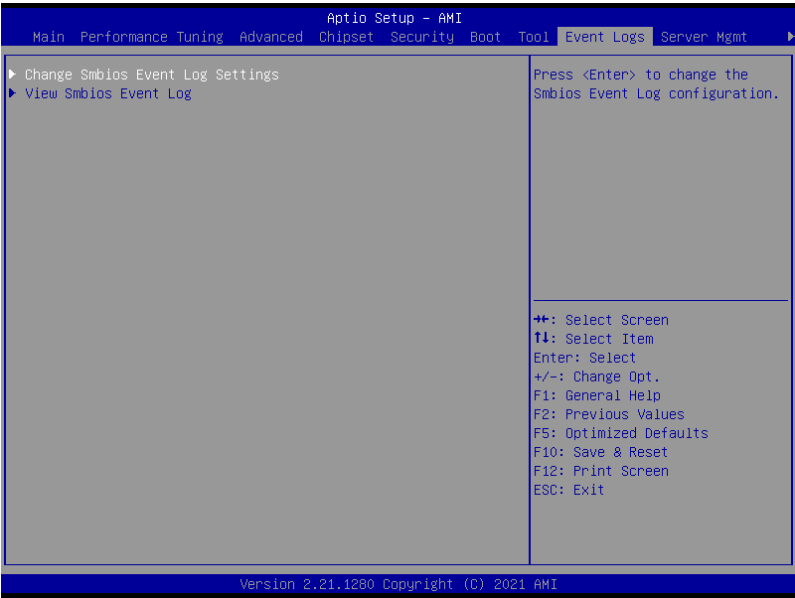 Aptio Setup – AMI
Main Performance Tuning Advanced Chipset Security Boot Tool Event Logs Server Mgmt ▶
▶ Change Smbios Event Log Settings
▶ View Smbios Event Log
Press <Enter> to change the
Smbios Event Log configuration.
→←: Select Screen
↑↓: Select Item
Enter: Select
+/-: Change Opt.
F1: General Help
F2: Previous Values
F5: Optimized Defaults
F10: Save & Reset
F12: Print Screen
ESC: Exit
Version 2.21.1280 Copyright (C) 2021 AMI